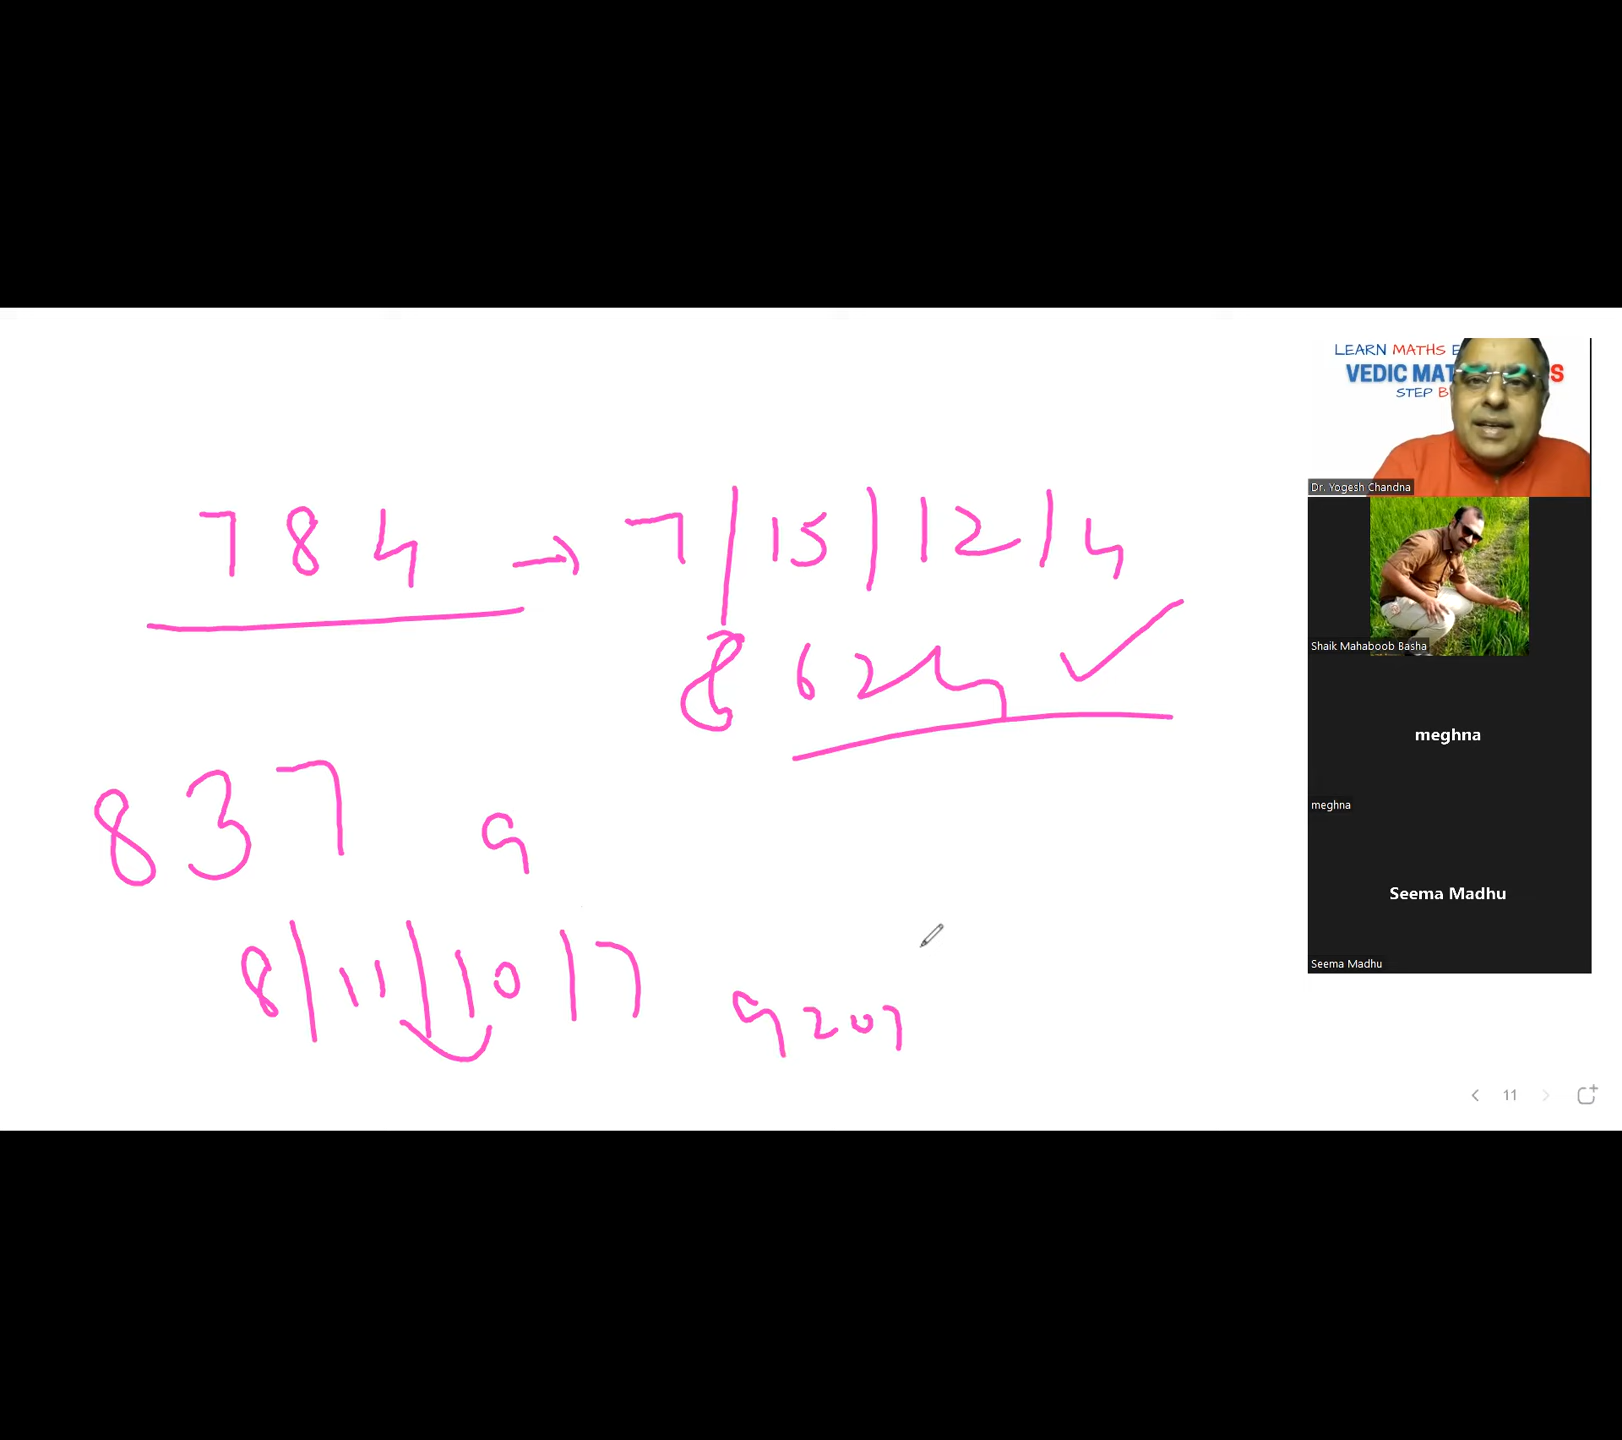 LEARN MATHS E
VEDIC MAT S
STEP B
Dr. Yogesh Chandna
784 → 7/15/12/4
8624 ✓
Shaik Mahaboob Basha
meghna
meghna
837 9
Seema Madhu
Seema Madhu
8/11/10/7 9207
11